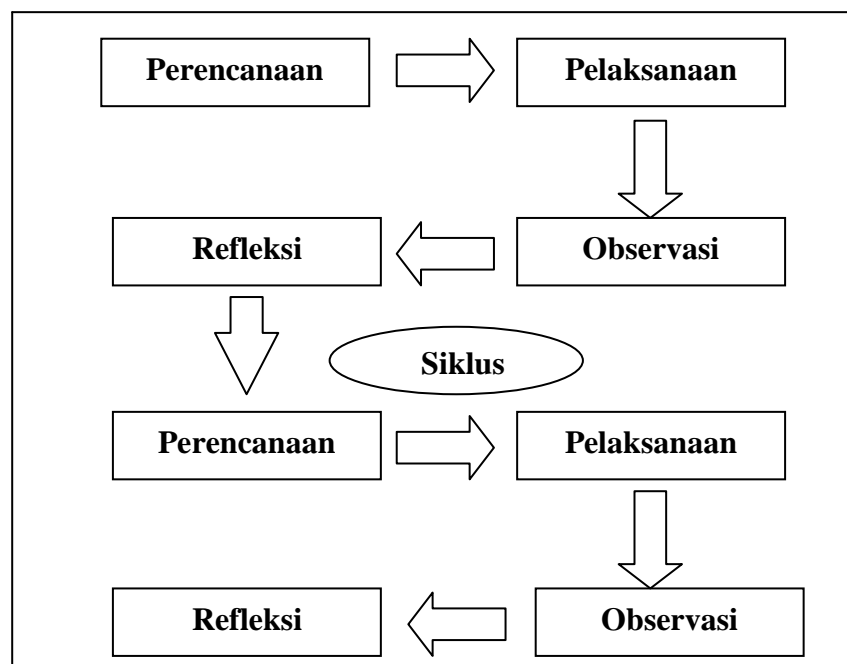 Perencanaan
Pelaksanaan
Refleksi
Observasi
Siklus
Perencanaan
Pelaksanaan
Refleksi
Observasi